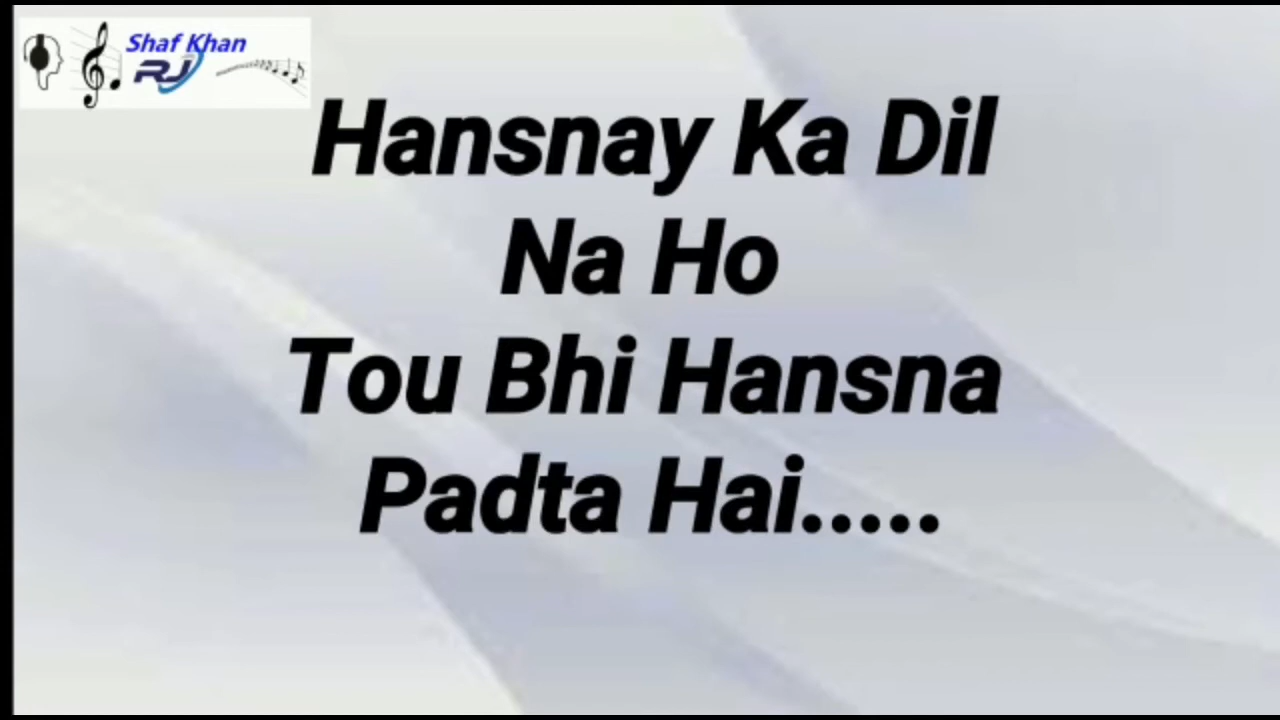 Shaf Khan
RJ
Hansnay Ka Dil
Na Ho
Tou Bhi Hansna
Padta Hai.....